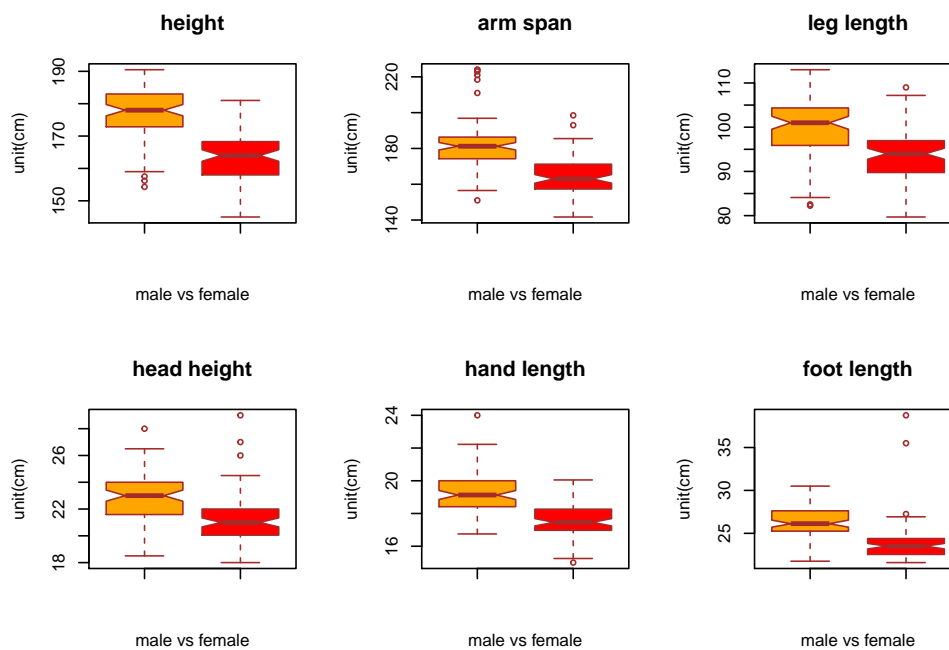 height
unit(cm)
150
170
190
male vs female
arm span
unit(cm)
140
180
220
male vs female
leg length
unit(cm)
80
90
100
110
male vs female
head height
unit(cm)
18
22
26
male vs female
hand length
unit(cm)
16
20
24
male vs female
foot length
unit(cm)
25
30
35
male vs female